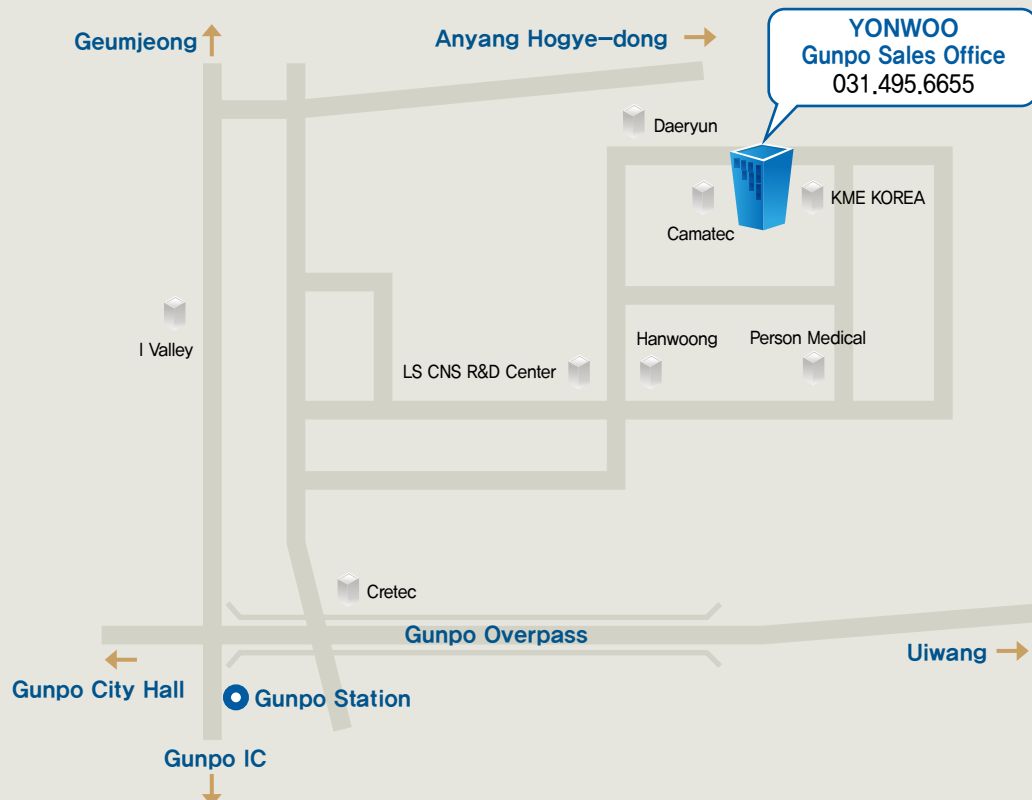 Geumjeong
Anyang Hogye-dong
YONWOO
Gunpo Sales Office
031.495.6655
Daeryun
KME KOREA
Camatec
I Valley
Hanwoong
Person Medical
LS CNS R&D Center
Cretec
Gunpo Overpass
Uiwang
Gunpo City Hall
Gunpo Station
Gunpo IC